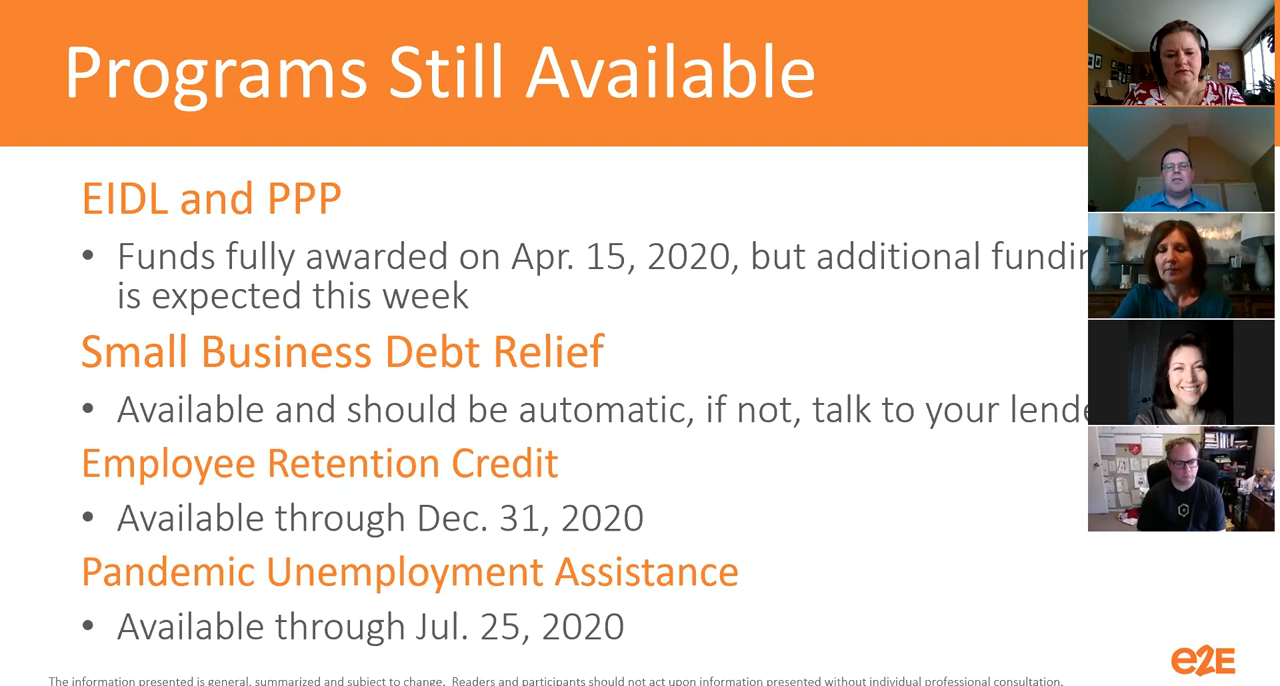 Programs Still Available
EIDL and PPP
• Funds fully awarded on Apr. 15, 2020, but additional fundin
is expected this week
Small Business Debt Relief
• Available and should be automatic, if not, talk to your lende
Employee Retention Credit
• Available through Dec. 31, 2020
Pandemic Unemployment Assistance
• Available through Jul. 25, 2020
e2E
The information presented is general, summarized and subject to change. Readers and participants should not act upon information presented without individual professional consultation.